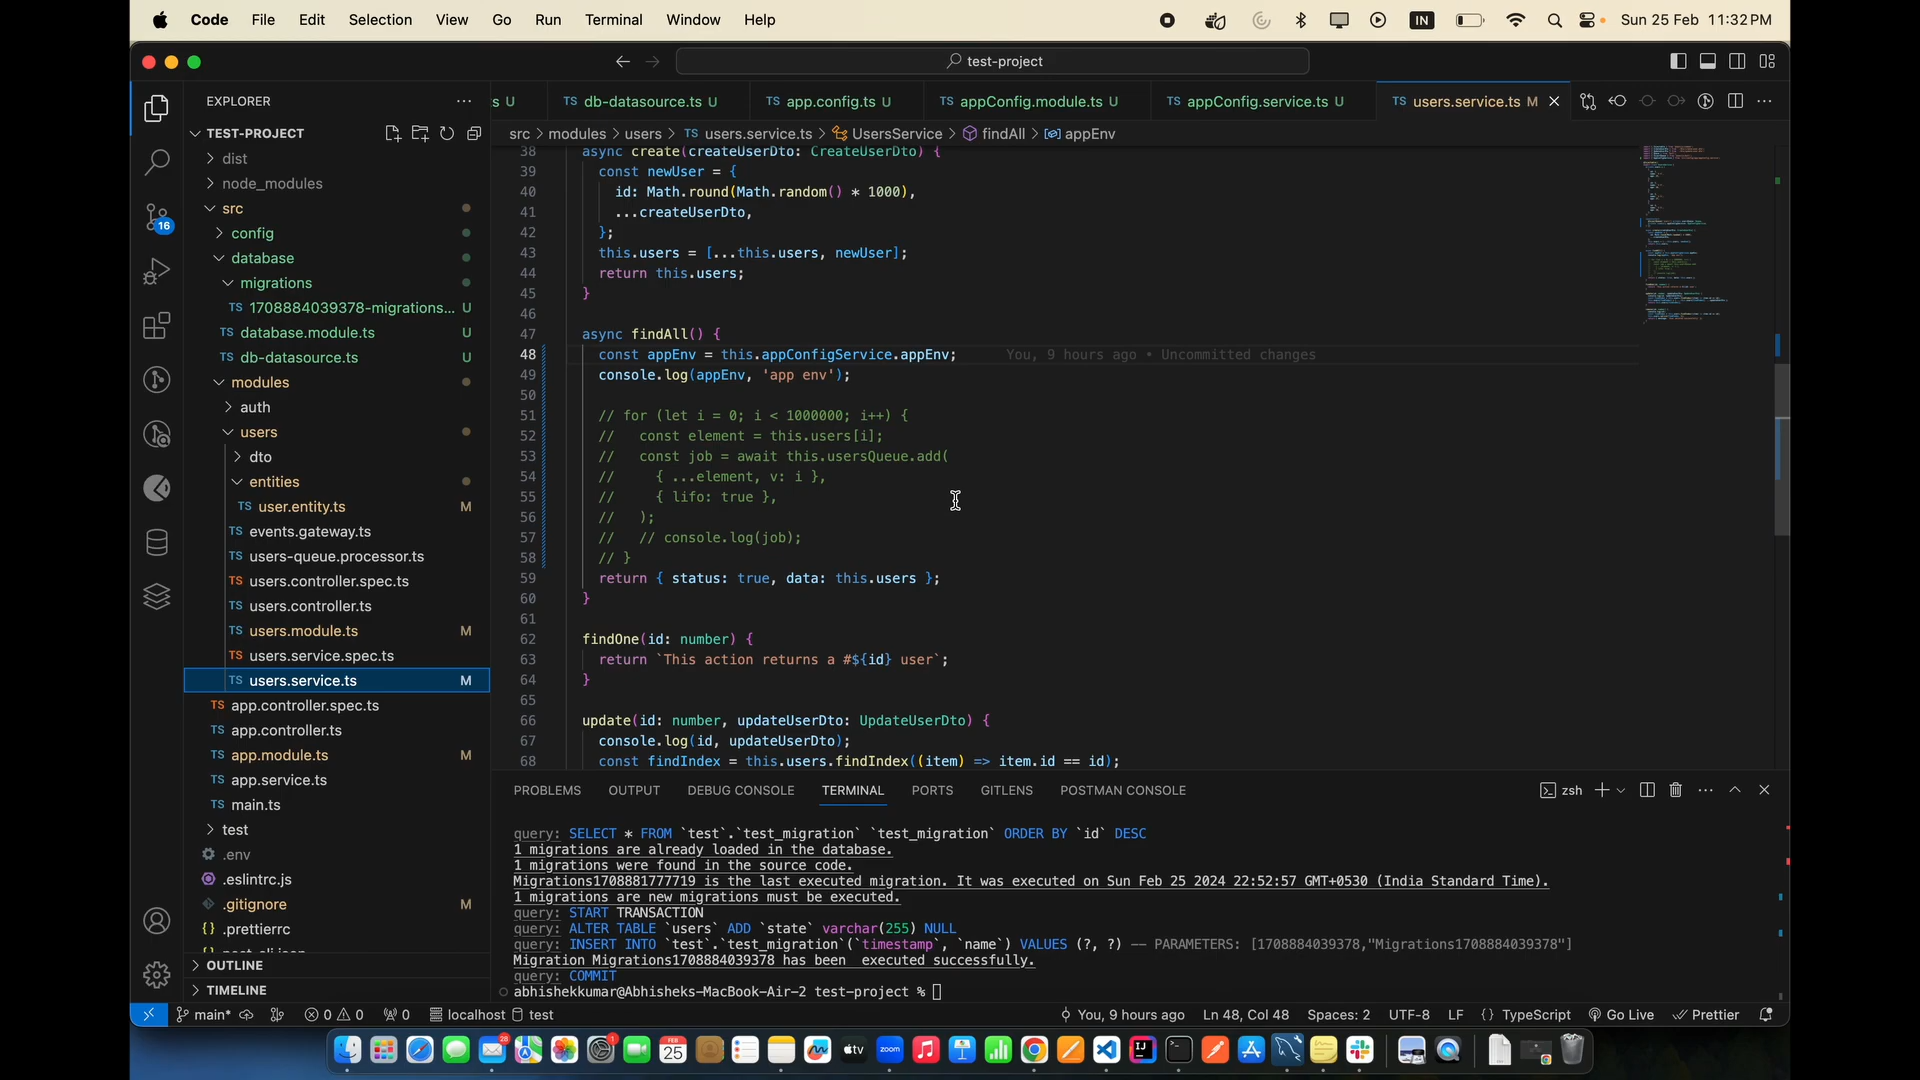 Code File Edit Selection View Go Run Terminal Window Help
IN
Sun 25 Feb 11:32PM
test-project
EXPLORER
TEST-PROJECT
dist
node_modules
src
config
database
migrations
TS 1708884039378-migrations... U
TS database.module.ts U
TS db-datasource.ts U
modules
auth
users
dto
entities
TS user.entity.ts M
TS events.gateway.ts
TS users-queue.processor.ts
TS users.controller.spec.ts
TS users.controller.ts
TS users.module.ts M
TS users.service.spec.ts
TS users.service.ts M
TS app.controller.spec.ts
TS app.controller.ts
TS app.module.ts M
TS app.service.ts
TS main.ts
test
.env
.eslintrc.js
.gitignore M
{} .prettierrc
OUTLINE
TIMELINE
16
s U TS db-datasource.ts U TS app.config.ts U TS appConfig.module.ts U TS appConfig.service.ts U TS users.service.ts M
src > modules > users > TS users.service.ts > UsersService > findAll > appEnv
38 async create(createUserDto: CreateUserDto) {
39 const newUser = {
40 id: Math.round(Math.random() * 1000),
41 ...createUserDto,
42 };
43 this.users = [...this.users, newUser];
44 return this.users;
45 }
46
47 async findAll() {
48 const appEnv = this.appConfigService.appEnv; You, 9 hours ago • Uncommitted changes
49 console.log(appEnv, 'app env');
50
51 // for (let i = 0; i < 1000000; i++) {
52 // const element = this.users[i];
53 // const job = await this.usersQueue.add(
54 // { ...element, v: i },
55 // { lifo: true },
56 // );
57 // // console.log(job);
58 // }
59 return { status: true, data: this.users };
60 }
61
62 findOne(id: number) {
63 return `This action returns a #${id} user`;
64 }
65
66 update(id: number, updateUserDto: UpdateUserDto) {
67 console.log(id, updateUserDto);
68 const findIndex = this.users.findIndex((item) => item.id == id);
PROBLEMS OUTPUT DEBUG CONSOLE TERMINAL PORTS GITLENS POSTMAN CONSOLE
zsh
query: SELECT * FROM `test`.`test_migration` `test_migration` ORDER BY `id` DESC
1 migrations are already loaded in the database.
1 migrations were found in the source code.
Migrations1708881777719 is the last executed migration. It was executed on Sun Feb 25 2024 22:52:57 GMT+0530 (India Standard Time).
1 migrations are new migrations must be executed.
query: START TRANSACTION
query: ALTER TABLE `users` ADD `state` varchar(255) NULL
query: INSERT INTO `test`.`test_migration`(`timestamp`, `name`) VALUES (?, ?) -- PARAMETERS: [1708884039378,"Migrations1708884039378"]
Migration Migrations1708884039378 has been executed successfully.
query: COMMIT
abhishekkumar@Abhisheks-MacBook-Air-2 test-project %
main* 0 0 0 localhost test
You, 9 hours ago Ln 48, Col 48 Spaces: 2 UTF-8 LF {} TypeScript Go Live Prettier
28
1
FEB
25
tv
zoom